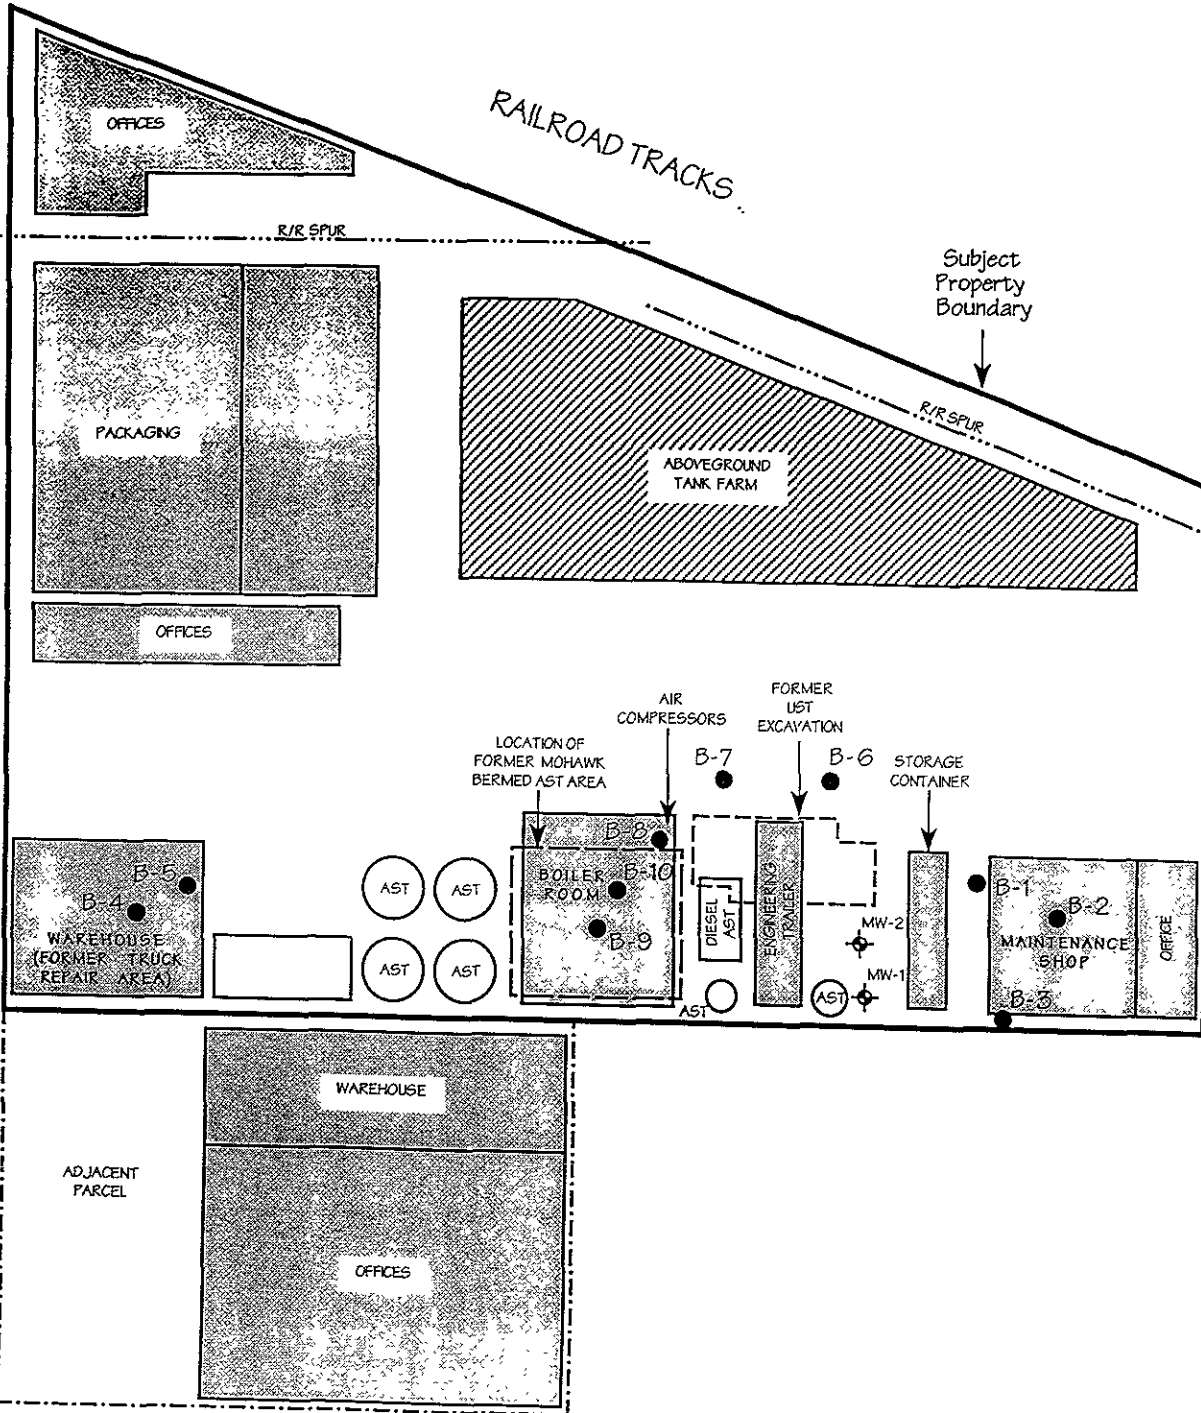 OFFICES
RAILROAD TRACKS
R/R SPUR
Subject
Property
Boundary
R/R SPUR
PACKAGING
ABOVEGROUND
TANK FARM
OFFICES
AIR
COMPRESSORS
FORMER
UST
EXCAVATION
LOCATION OF
FORMER MOHAWK
BERMED AST AREA
B-7
B-6
STORAGE
CONTAINER
B-8
B-5
B-4
WAREHOUSE
(FORMER TRUCK
REPAIR AREA)
AST
AST
AST
AST
BOILER
ROOM
B-10
B-9
DIESEL
AST
ENGINEERING
TRAILER
MW-2
MW-1
AST
AST
B-1
B-2
MAINTENANCE
SHOP
B-3
OFFICE
WAREHOUSE
ADJACENT
PARCEL
OFFICES